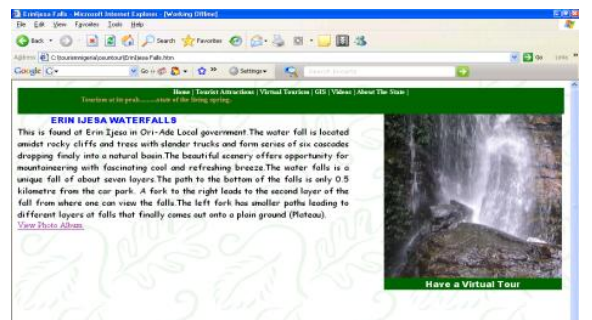 Erinijesa Falls - Microsoft Internet Explorer - [Working Offline]
File Edit View Favorites Tools Help
Back Search Favorites
Address C:\tourismnigeria\osuntour\ErinIjesa Falls.htm Go Links
Google G Go Settings
Home | Tourist Attractions | Virtual Tourism | GIS | Videos | About The State |
Tourism at its peak..........state of the living spring.
ERIN IJESA WATERFALLS
This is found at Erin Ijesa in Ori-Ade Local government.The water fall is located
amidst rocky cliffs and trees with slender trucks and form series of six cascades
dropping finaly into a natural basin.The beautiful scenery offers opportunity for
mountaineering with fascinating cool and refreshing breeze.The water falls is a
unique fall of about seven layers.The path to the bottom of the falls is only 0.5
kilometre from the car park. A fork to the right leads to the second layer of the
fall from where one can view the falls.The left fork has smaller paths leading to
different layers at falls that finally comes out onto a plain ground (Plateau).
View Photo Album.
Have a Virtual Tour